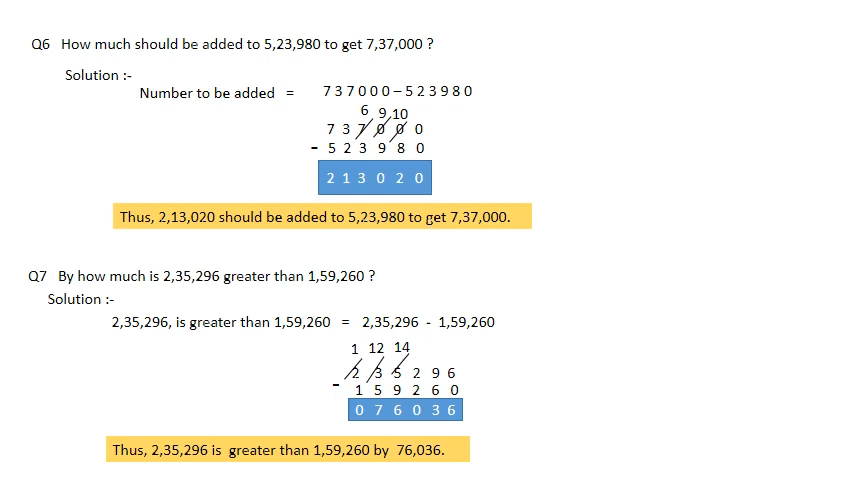 Q6 How much should be added to 5,23,980 to get 7,37,000 ?
Solution :-
Number to be added = 737000–523980
6 9,10
7 3 7 0 0 0
- 5 2 3 9 8 0
2 1 3 0 2 0
Thus, 2,13,020 should be added to 5,23,980 to get 7,37,000.
Q7 By how much is 2,35,296 greater than 1,59,260 ?
Solution :-
2,35,296, is greater than 1,59,260 = 2,35,296 - 1,59,260
1 12 14
2 3 5 2 9 6
- 1 5 9 2 6 0
0 7 6 0 3 6
Thus, 2,35,296 is greater than 1,59,260 by 76,036.